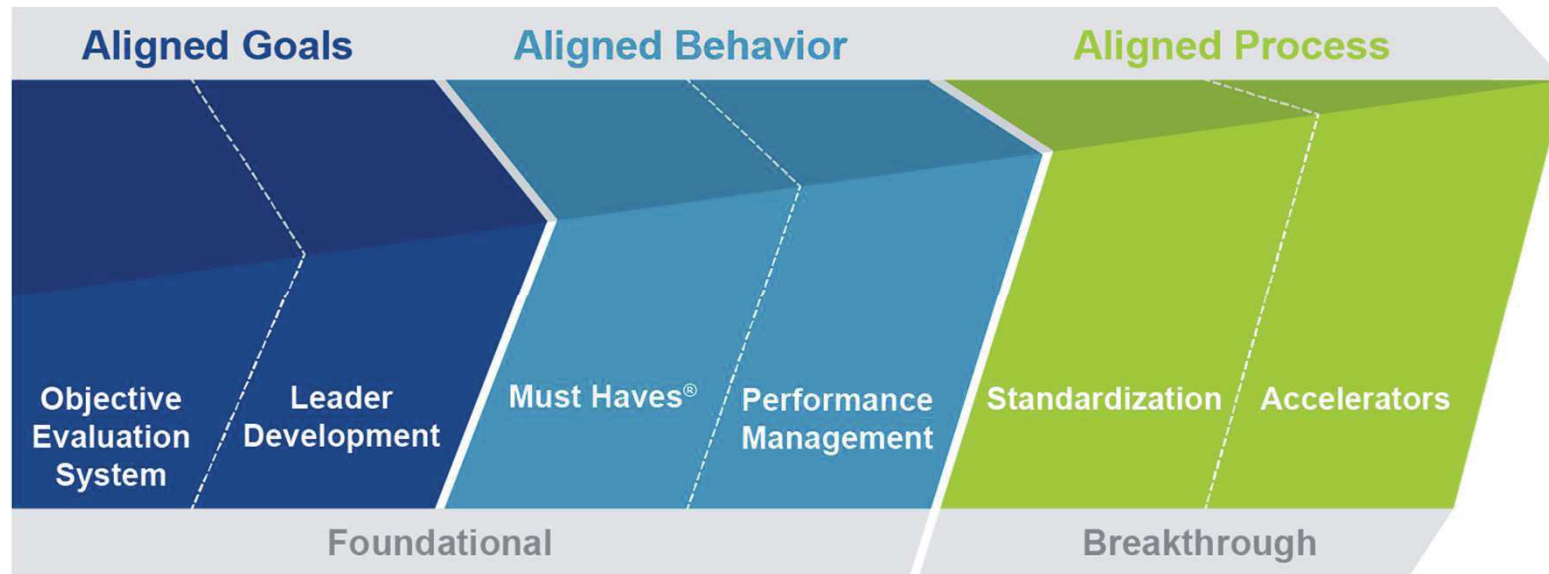 Aligned Goals
Aligned Behavior
Aligned Process
Objective
Evaluation
System
Leader
Development
Must Haves®
Performance
Management
Standardization
Accelerators
Foundational
Breakthrough